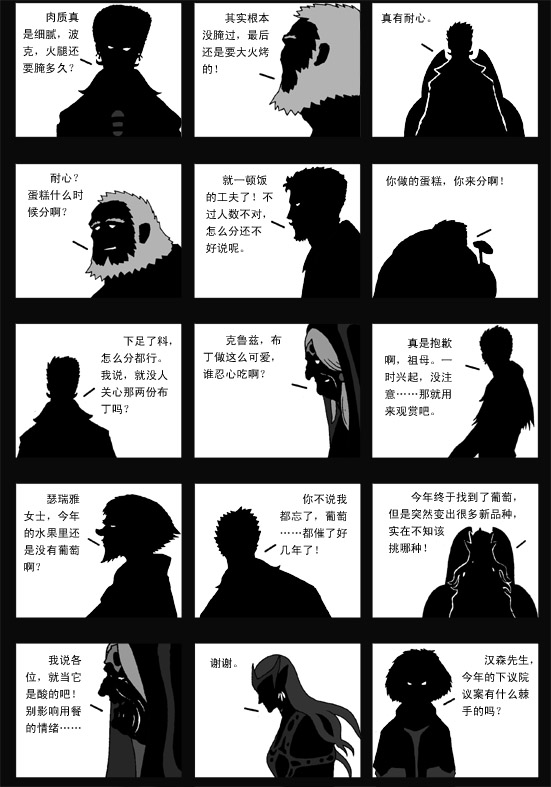 肉质真
是细腻，波
克，火腿还
要腌多久？
其实根本
没腌过，最后
还是要大火烤
的！
真有耐心。
耐心？
蛋糕什么时
候分啊？
就一顿饭
的工夫了！不
过人数不对，
怎么分还不
好说呢。
你做的蛋糕，你来分啊！
下足了料，
怎么分都行。
我说，就没人
关心那两份布
丁吗？
克鲁兹，布
丁做这么可爱，
谁忍心吃啊？
真是抱歉
啊，祖母。一
时兴起，没注
意……那就用
来观赏吧。
瑟瑞雅
女士，今年
的水果里还
是没有葡萄
啊？
你不说我
都忘了，葡萄
……都催了好
几年了！
今年终于找到了葡萄，
但是突然变出很多新品种，
实在不知该
挑哪种！
我说各
位，就当它
是酸的吧！
别影响用餐
的情绪……
谢谢。
汉森先生，
今年的下议院
议案有什么棘
手的吗？